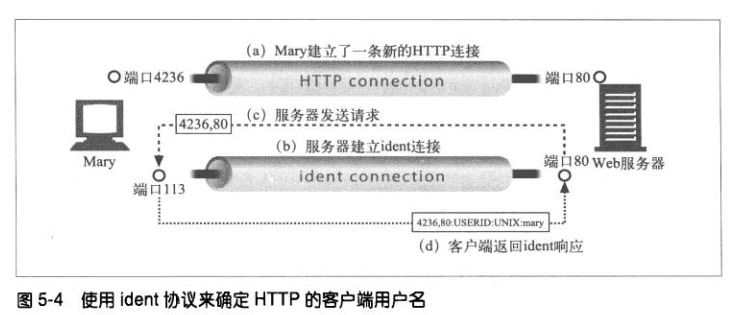 (a) Mary建立了一条新的HTTP连接
端口4236
HTTP connection
端口80
(c) 服务器发送请求
4236,80
(b) 服务器建立ident连接
Mary
端口80
Web服务器
ident connection
端口113
4236,80:USERID:UNIX:mary
(d) 客户端返回ident响应
图 5-4 使用 ident 协议来确定 HTTP 的客户端用户名